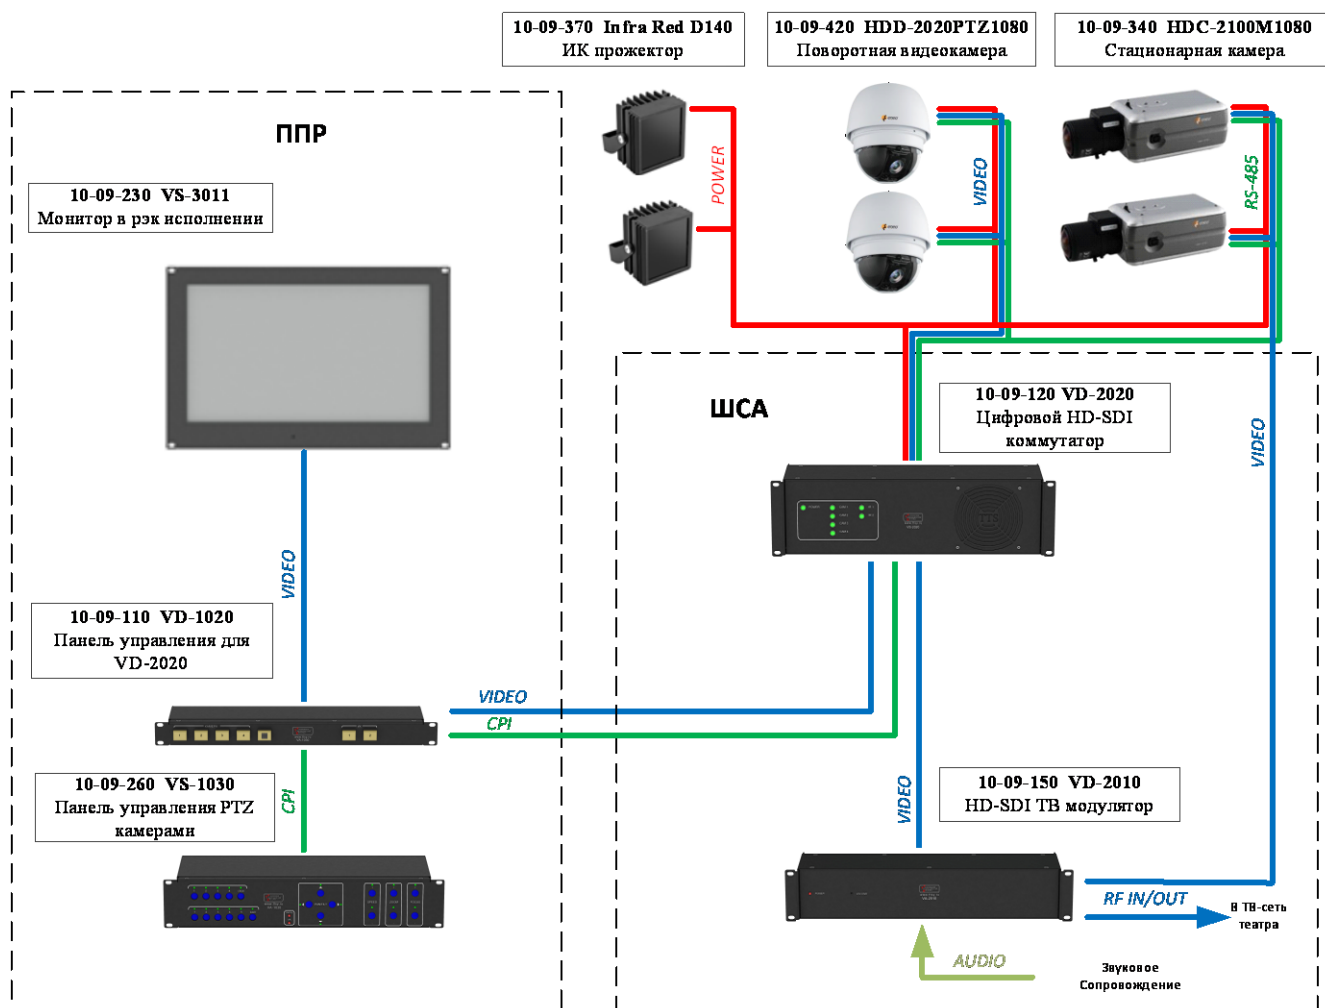 10-09-370 Infra Red D140
ИК прожектор
10-09-420 HDD-2020PTZ1080
Поворотная видеокамера
10-09-340 HDC-2100M1080
Стационарная камера
ППР
POWER
VIDEO
RS-485
10-09-230 VS-3011
Монитор в рэк исполнении
ШСА
10-09-120 VD-2020
Цифровой HD-SDI
коммутатор
VIDEO
VIDEO
10-09-110 VD-1020
Панель управления для
VD-2020
VIDEO
CPI
10-09-260 VS-1030
Панель управления PTZ
камерами
CPI
VIDEO
10-09-150 VD-2010
HD-SDI ТВ модулятор
RF IN/OUT
В ТВ-сеть
театра
AUDIO
Звуковое
Сопровождение